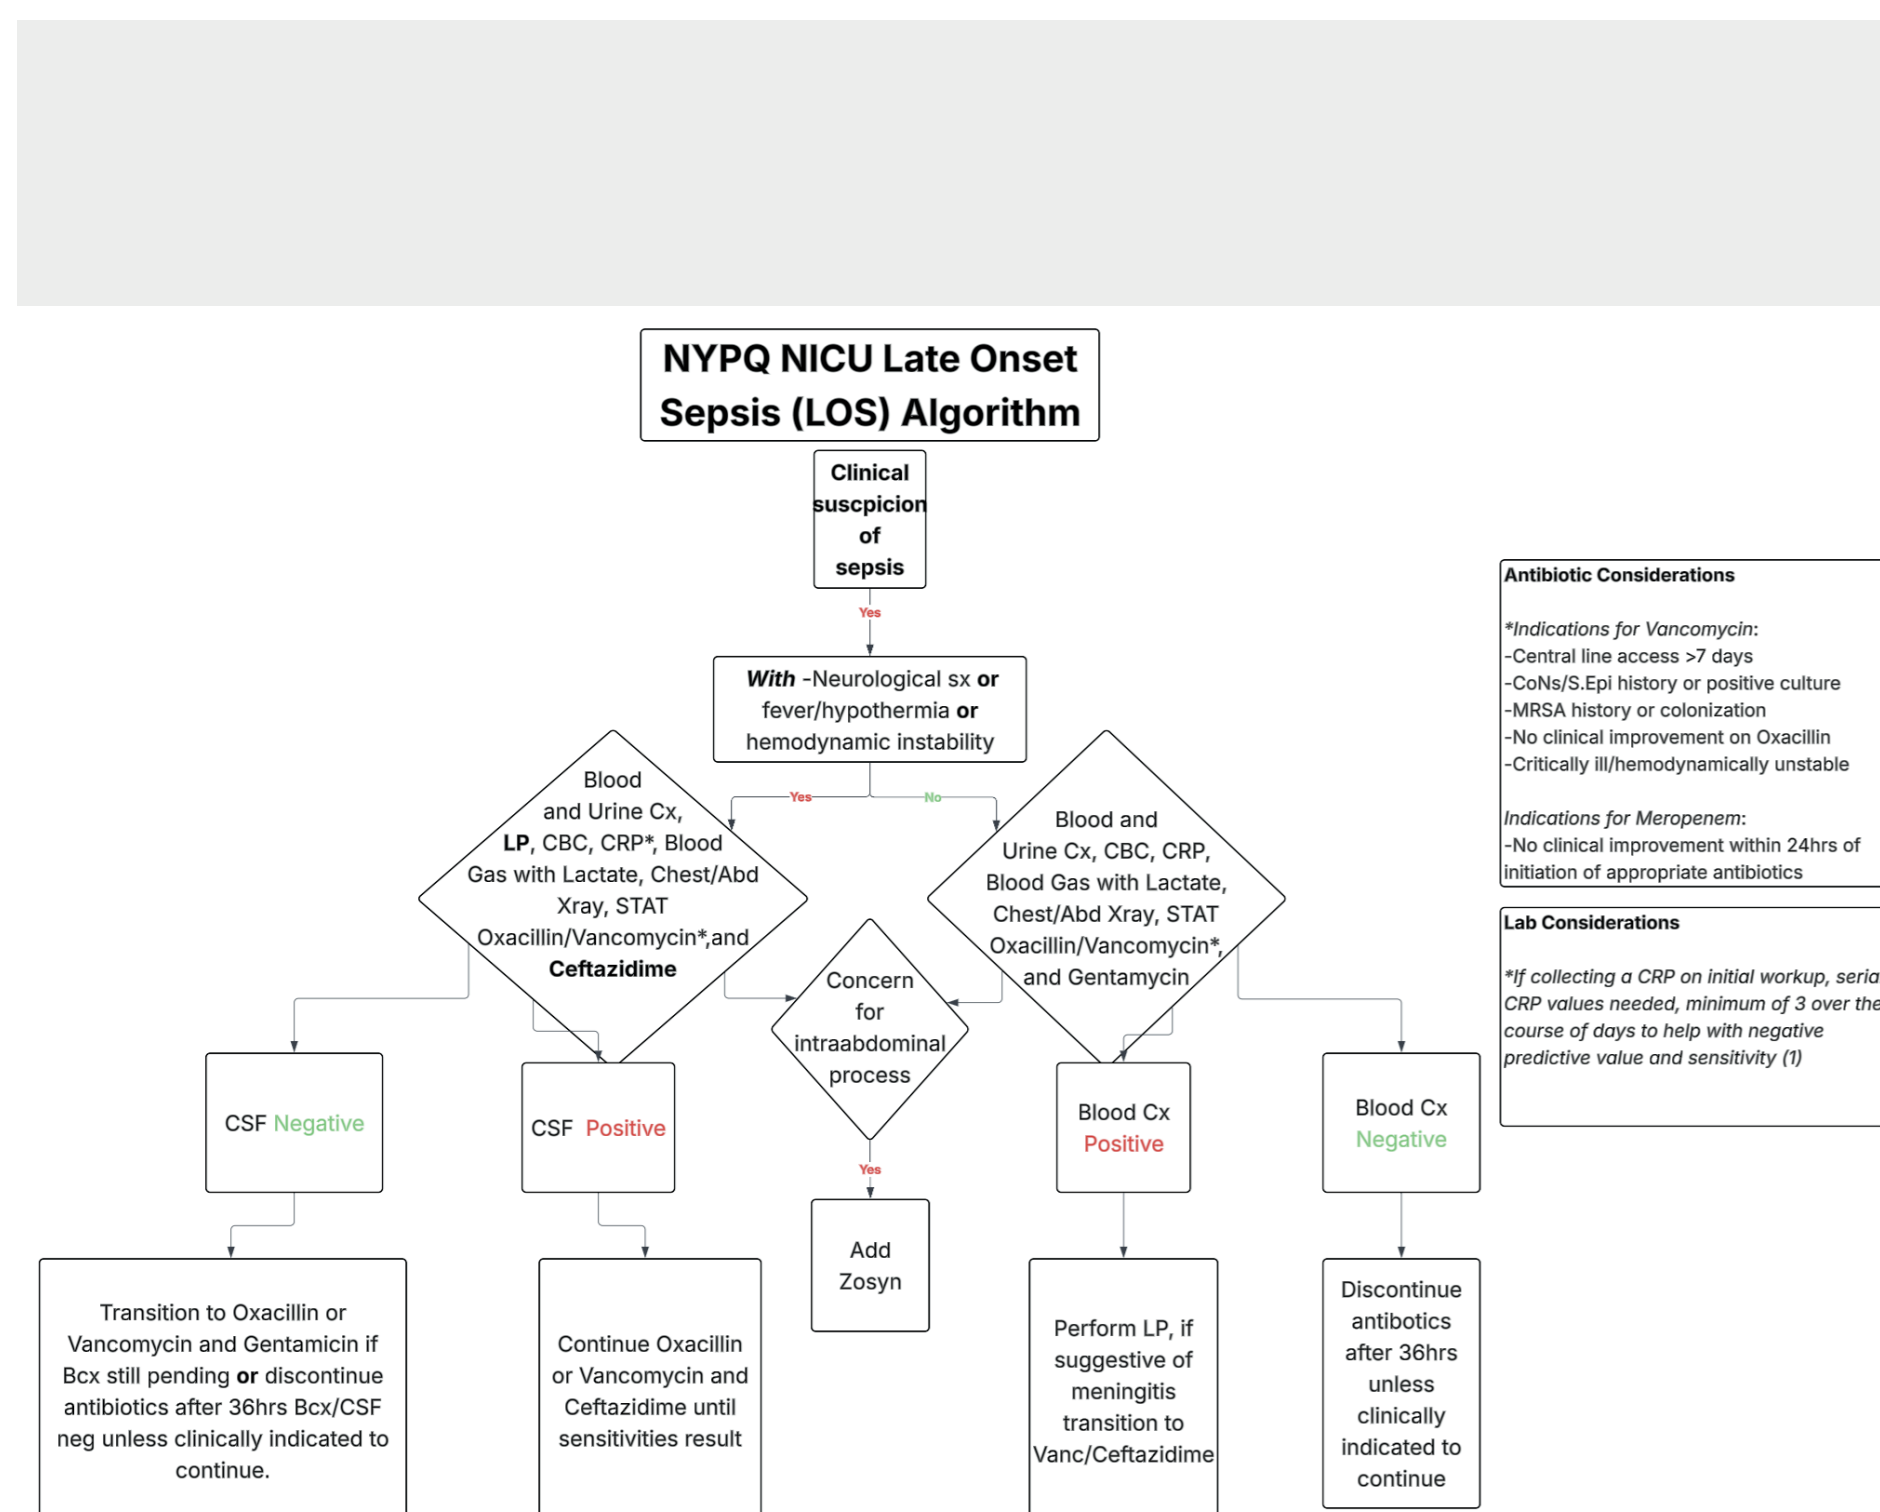 NYPQ NICU Late Onset
Sepsis (LOS) Algorithm
Clinical
suscpicion
of
sepsis
Yes
With -Neurological sx or
fever/hypothermia or
hemodynamic instability
Yes
No
Blood
and Urine Cx,
LP, CBC, CRP*, Blood
Gas with Lactate, Chest/Abd
Xray, STAT
Oxacillin/Vancomycin*,and
Ceftazidime
Blood and
Urine Cx, CBC, CRP,
Blood Gas with Lactate,
Chest/Abd Xray, STAT
Oxacillin/Vancomycin*,
and Gentamycin
Concern
for
intraabdominal
process
Yes
Add
Zosyn
CSF Negative
CSF Positive
Blood Cx
Positive
Blood Cx
Negative
Transition to Oxacillin or
Vancomycin and Gentamicin if
Bcx still pending or discontinue
antibiotics after 36hrs Bcx/CSF
neg unless clinically indicated to
continue.
Continue Oxacillin
or Vancomycin and
Ceftazidime until
sensitivities result
Perform LP, if
suggestive of
meningitis
transition to
Vanc/Ceftazidime
Discontinue
antibotics
after 36hrs
unless
clinically
indicated to
continue
Antibiotic Considerations
*Indications for Vancomycin:
-Central line access >7 days
-CoNs/S.Epi history or positive culture
-MRSA history or colonization
-No clinical improvement on Oxacillin
-Critically ill/hemodynamically unstable
Indications for Meropenem:
-No clinical improvement within 24hrs of
initiation of appropriate antibiotics
Lab Considerations
*If collecting a CRP on initial workup,
CRP values needed, minimum of 3 over the
course of days to help with negative
predictive value and sensitivity (1)